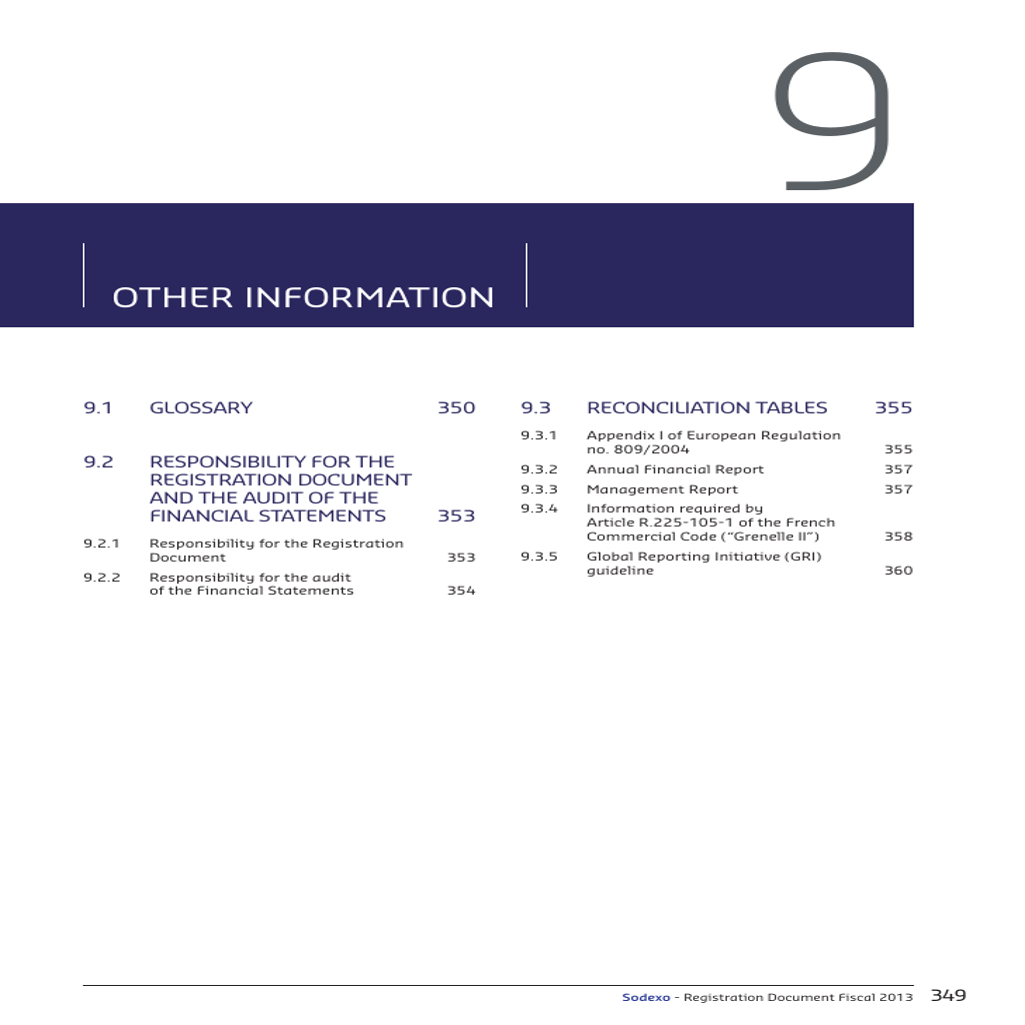 9
OTHER INFORMATION
9.1 GLOSSARY 350
9.2 RESPONSIBILITY FOR THE
REGISTRATION DOCUMENT
AND THE AUDIT OF THE
FINANCIAL STATEMENTS 353
9.2.1 Responsibility for the Registration
Document 353
9.2.2 Responsibility for the audit
of the Financial Statements 354
9.3 RECONCILIATION TABLES 355
9.3.1 Appendix I of European Regulation
no. 809/2004 355
9.3.2 Annual Financial Report 357
9.3.3 Management Report 357
9.3.4 Information required by
Article R.225-105-1 of the French
Commercial Code (“Grenelle II”) 358
9.3.5 Global Reporting Initiative (GRI)
guideline 360
Sodexo - Registration Document Fiscal 2013 349